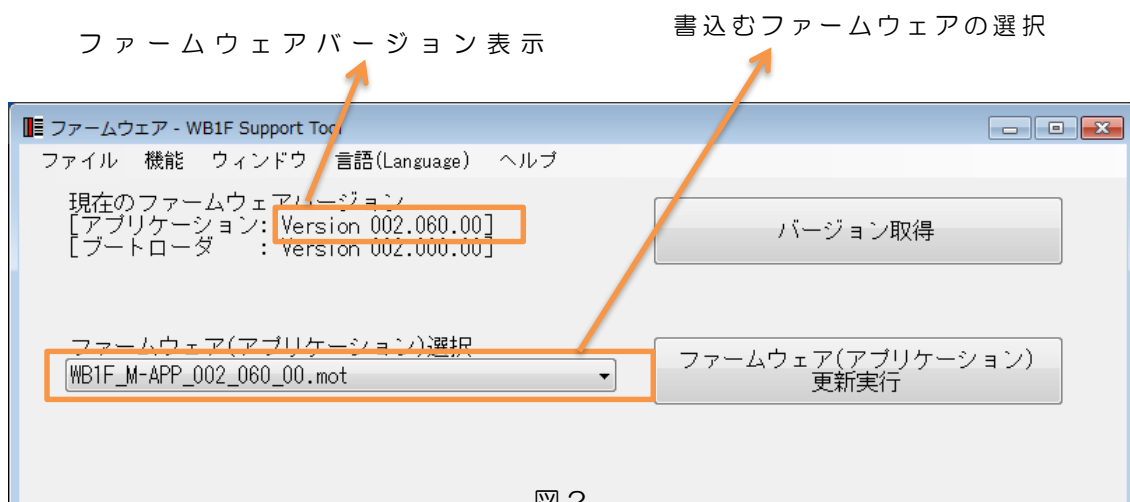 書込むファームウェアの選択
ファームウェアバージョン表示
ファームウェア - WB1F Support Tool
ファイル 機能 ウィンドウ 言語(Language) ヘルプ
現在のファームウェアバージョン
[アプリケーション: Version 002.060.00]
[ブートローダ : Version 002.000.00]
バージョン取得
ファームウェア(アプリケーション)選択
WB1F_M-APP_002_060_00.mot
ファームウェア(アプリケーション)
更新実行
図2